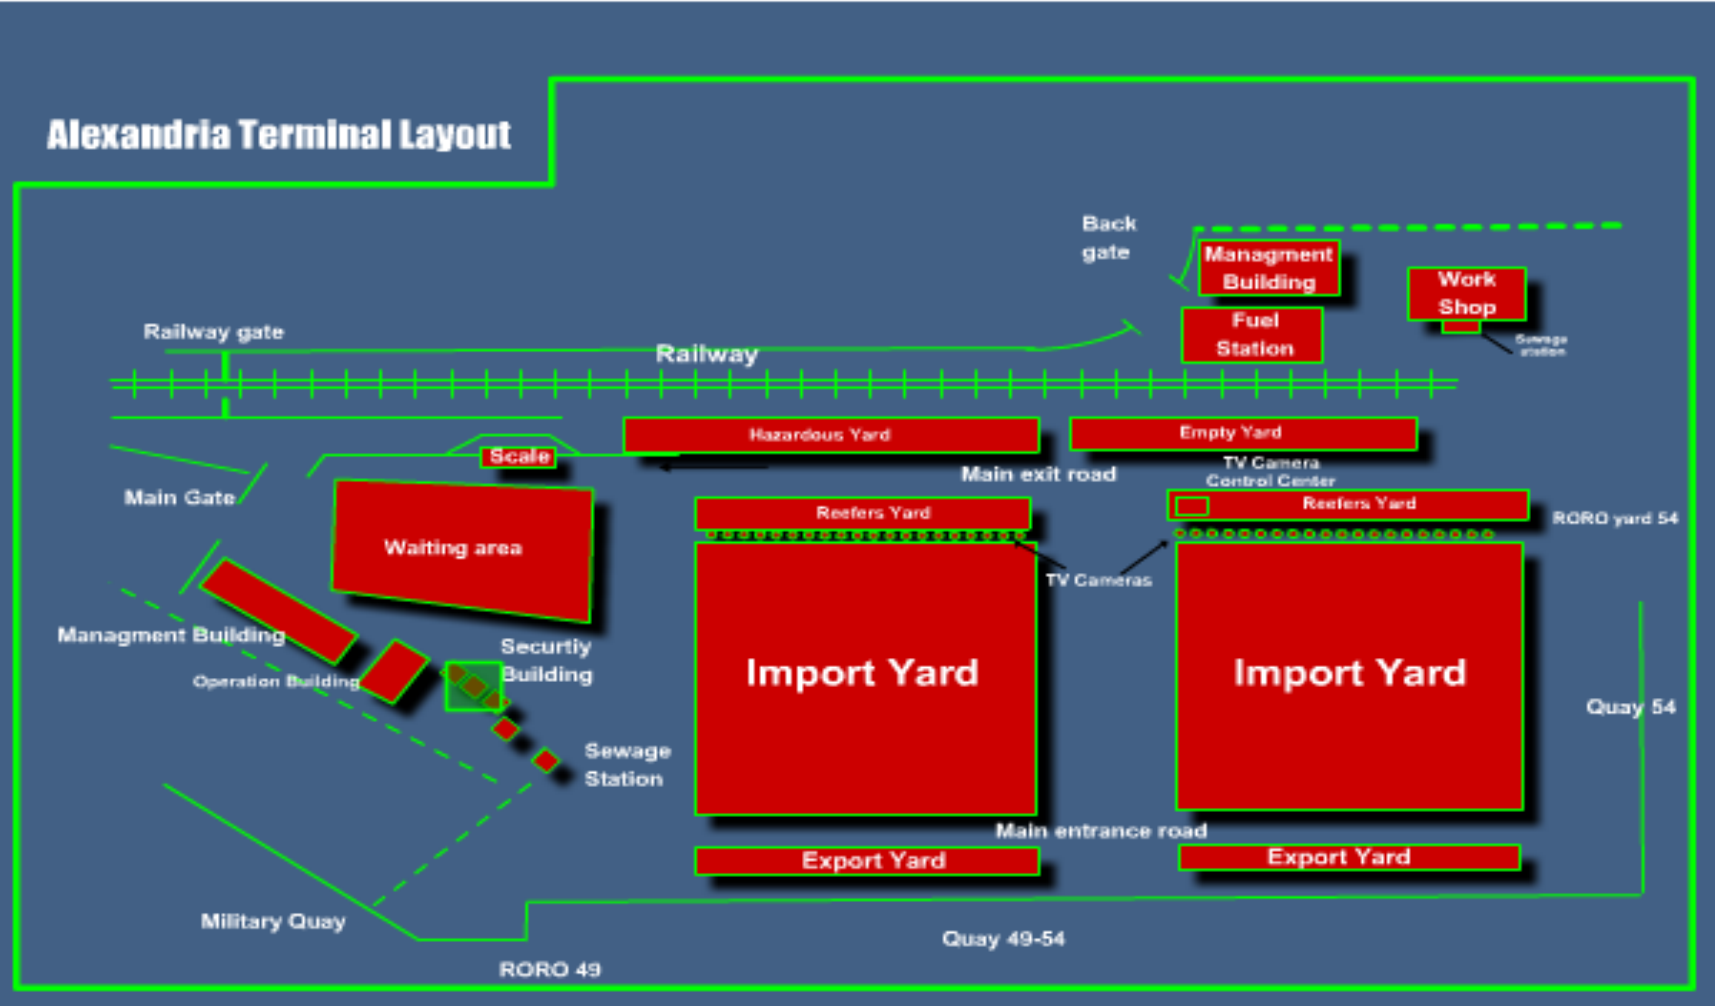 Alexandria Terminal Layout
Back
gate
Managment
Building
Work
Shop
Fuel
Station
Sewage
station
Railway gate
Railway
Hazardous Yard
Empty Yard
Scale
Main exit road
TV Camera
Control Center
Main Gate
Reefers Yard
Reefers Yard
RORO yard 54
Waiting area
TV Cameras
Managment Building
Securtiy
Building
Operation Building
Import Yard
Import Yard
Quay 54
Sewage
Station
Main entrance road
Export Yard
Export Yard
Military Quay
Quay 49-54
RORO 49